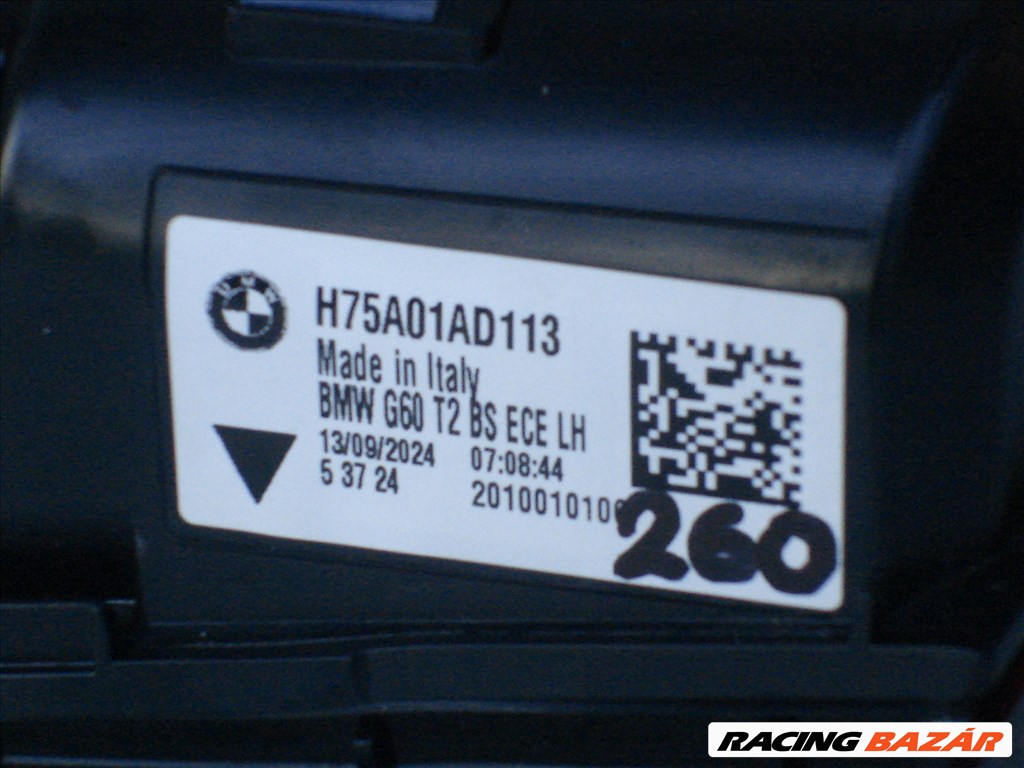 BMW
H75A01AD113
Made in Italy
BMW G60 T2 BS ECE LH
13/09/2024 07:08:44
5 37 24
260
RACING BAZÁR